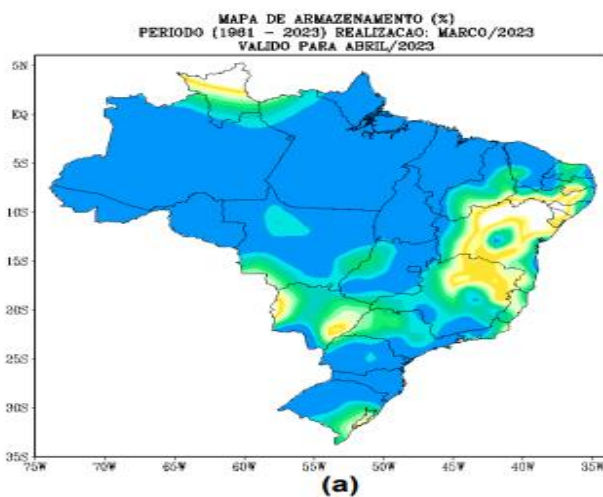 MAPA DE ARMAZENAMENTO (%)
PERIODO (1981 - 2023) REALIZACAO: MARCO/2023
VALIDO PARA ABRIL/2023
5N
EQ
5S
10S
15S
20S
25S
30S
35S
75W 70W 65W 60W 55W 50W 45W 40W 35W
(a)